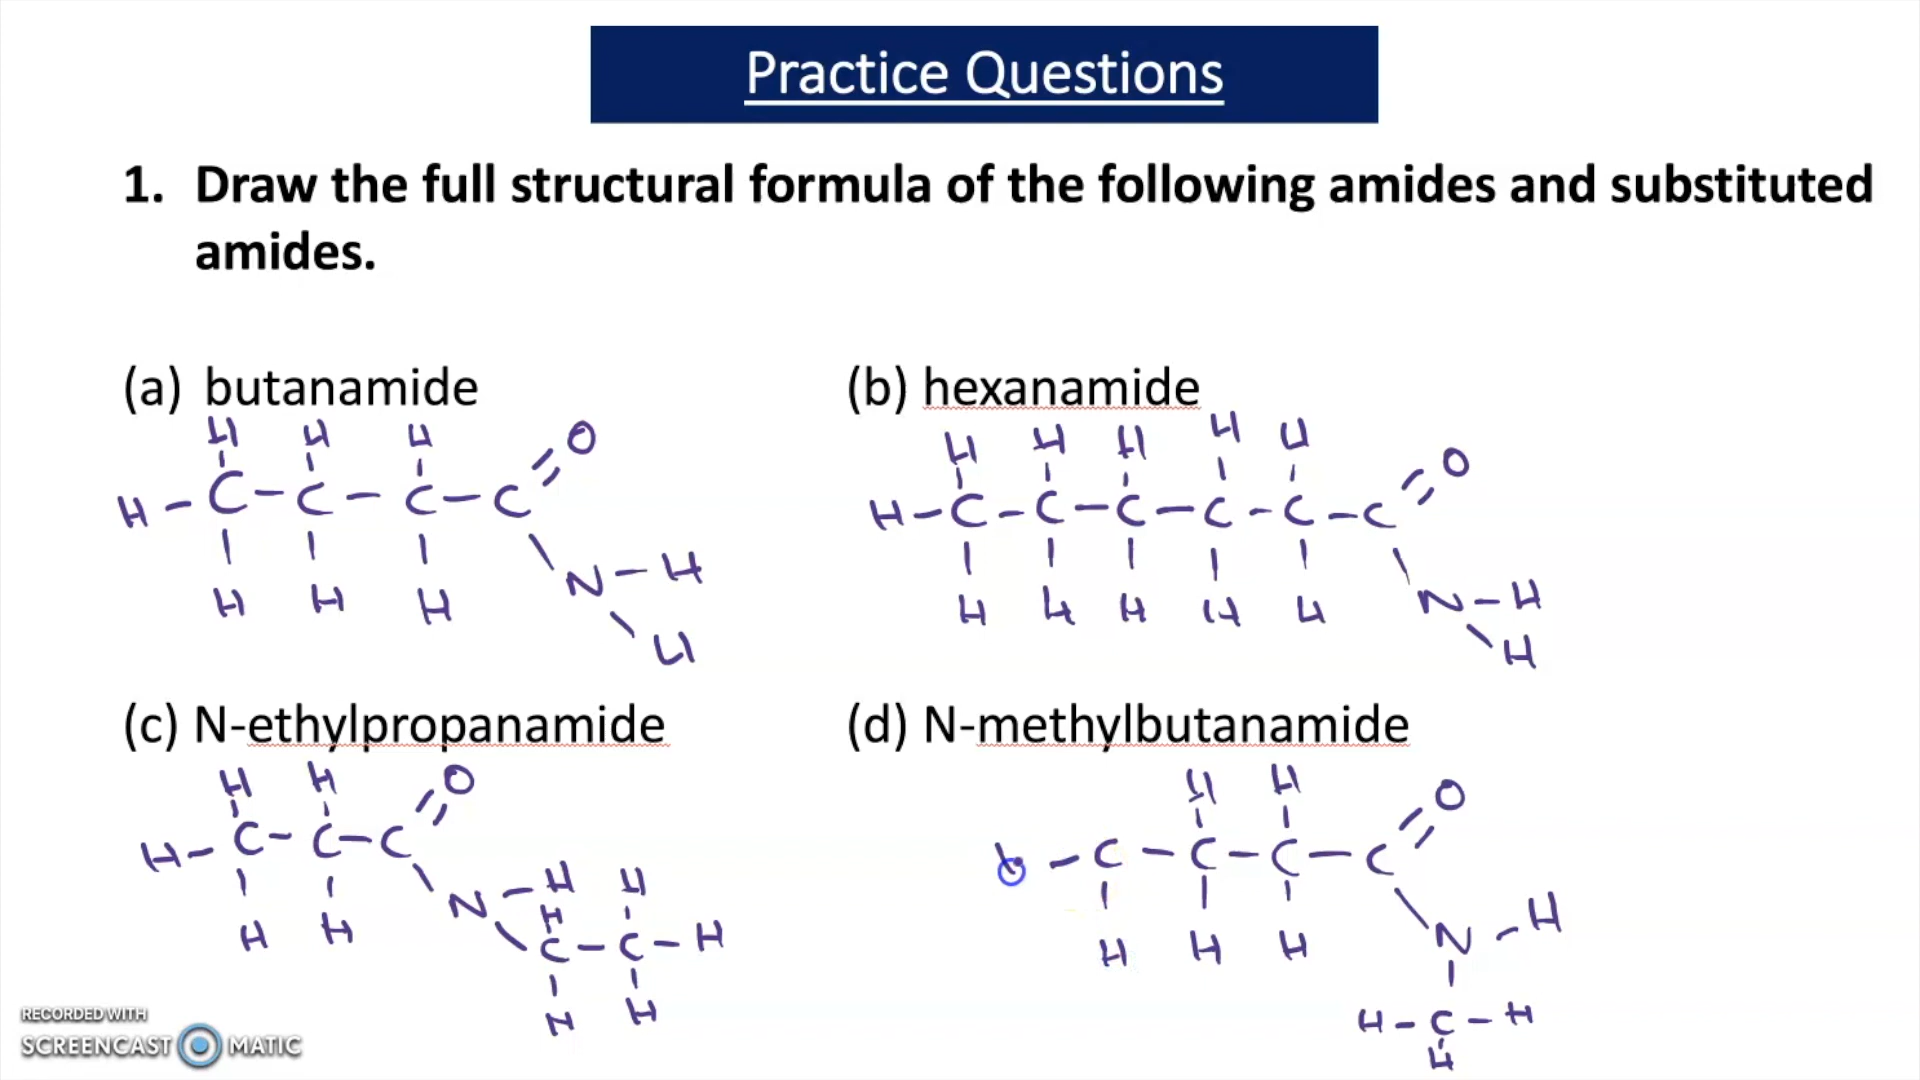 Practice Questions
1. Draw the full structural formula of the following amides and substituted
amides.
(a) butanamide
(b) hexanamide
H H H O
H - C - C - C - C
H H H N - H
H
H H H H H O
H - C - C - C - C - C - C
H H H H H N - H
H
(c) N-ethylpropanamide
(d) N-methylbutanamide
H H O
H - C - C - C
H H N - H H
H
C - C - H
N H
H H O
- C - C - C - C
H H H N - H
H - C - H
H
RECORDED WITH
SCREENCAST MATIC